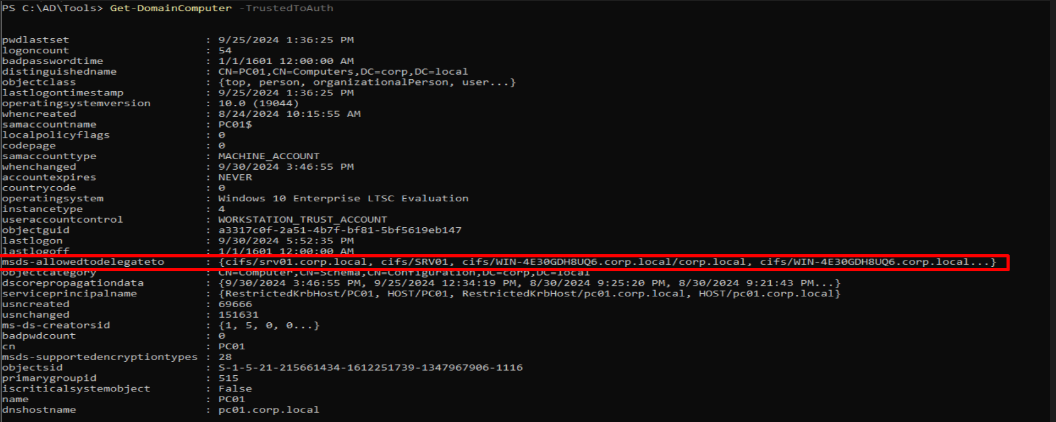 PS C:\AD\Tools> Get-DomainComputer -TrustedToAuth
pwdlastset : 9/25/2024 1:36:25 PM
logoncount : 54
badpasswordtime : 1/1/1601 12:00:00 AM
distinguishedname : CN=PC01,CN=Computers,DC=corp,DC=local
objectclass : {top, person, organizationalPerson, user...}
lastlogontimestamp : 9/25/2024 1:36:25 PM
operatingsystemversion : 10.0 (19044)
whencreated : 8/24/2024 10:15:55 AM
samaccountname : PC01$
localpolicyflags : 0
codepage : 0
samaccounttype : MACHINE_ACCOUNT
whenchanged : 9/30/2024 3:46:55 PM
accountexpires : NEVER
countrycode : 0
operatingsystem : Windows 10 Enterprise LTSC Evaluation
instancetype : 4
useraccountcontrol : WORKSTATION_TRUST_ACCOUNT
objectguid : a3317c0f-2a51-4b7f-bf81-5bf5619eb147
lastlogon : 9/30/2024 5:52:35 PM
lastlogoff : 1/1/1601 12:00:00 AM
msds-allowedtodelegateto : {cifs/srv01.corp.local, cifs/SRV01, cifs/WIN-4E30GDH8UQ6.corp.local/corp.local, cifs/WIN-4E30GDH8UQ6.corp.local...}
objectcategory : CN=Computer,CN=Schema,CN=Configuration,DC=corp,DC=local
dscorepropagationdata : {9/30/2024 3:46:55 PM, 9/25/2024 12:34:19 PM, 8/30/2024 9:25:20 PM, 8/30/2024 9:21:43 PM...}
serviceprincipalname : {RestrictedKrbHost/PC01, HOST/PC01, RestrictedKrbHost/pc01.corp.local, HOST/pc01.corp.local}
usncreated : 69666
usnchanged : 151631
ms-ds-creatorsid : {1, 5, 0, 0...}
badpwdcount : 0
cn : PC01
msds-supportedencryptiontypes : 28
objectsid : S-1-5-21-215661434-1612251739-1347967906-1116
primarygroupid : 515
iscriticalsystemobject : False
name : PC01
dnshostname : pc01.corp.local